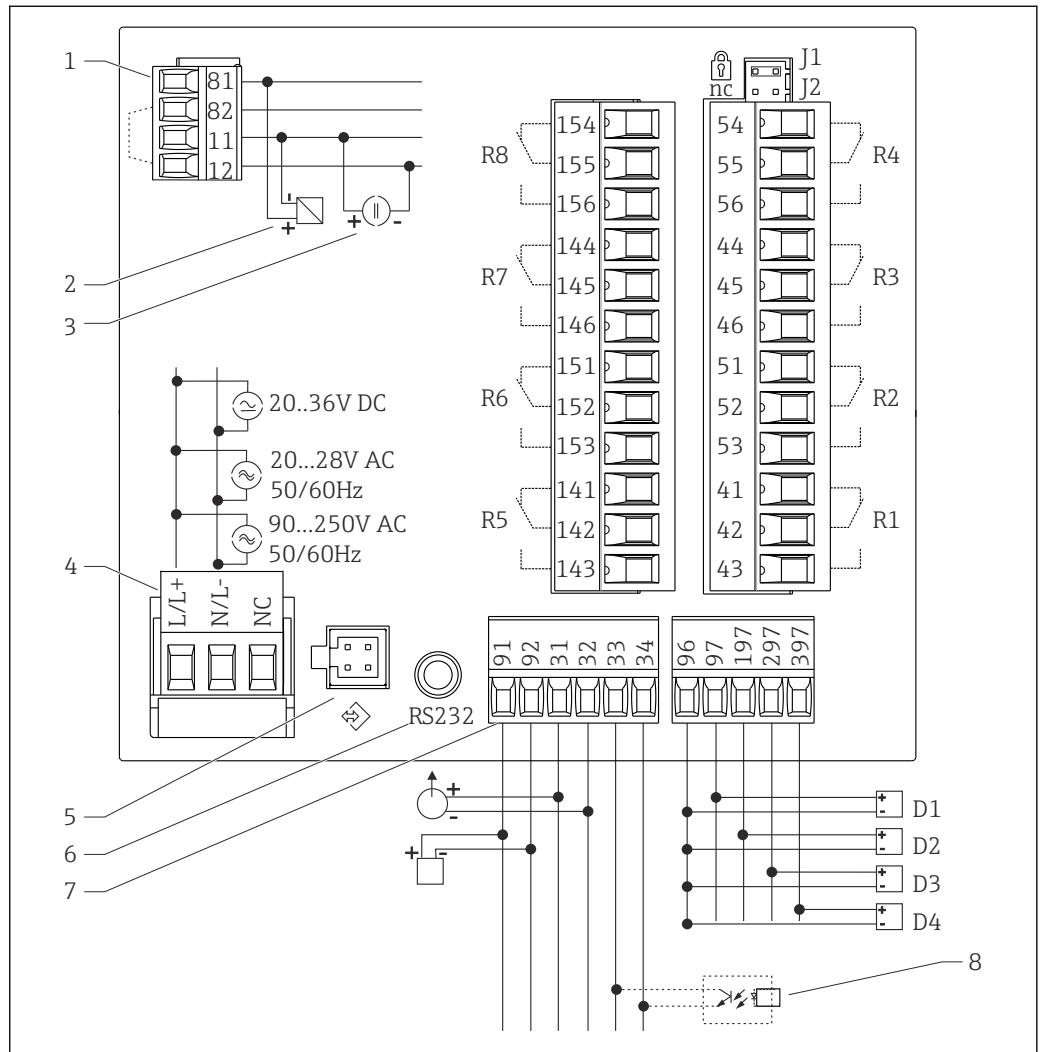 1
81
82
11
12
2
3
nc
J1
J2
R8
154
155
156
R7
144
145
146
R6
151
152
153
R5
141
142
143
54
55
56
R4
44
45
46
R3
51
52
53
R2
41
42
43
R1
20..36V DC
20...28V AC
50/60Hz
90...250V AC
50/60Hz
4
L/L+
N/L-
NC
RS232
91
92
31
32
33
34
96
97
197
297
397
5
6
7
+
-
+
-
+ -
+ -
+
-
D1
+
-
D2
+
-
D3
+
-
D4
8